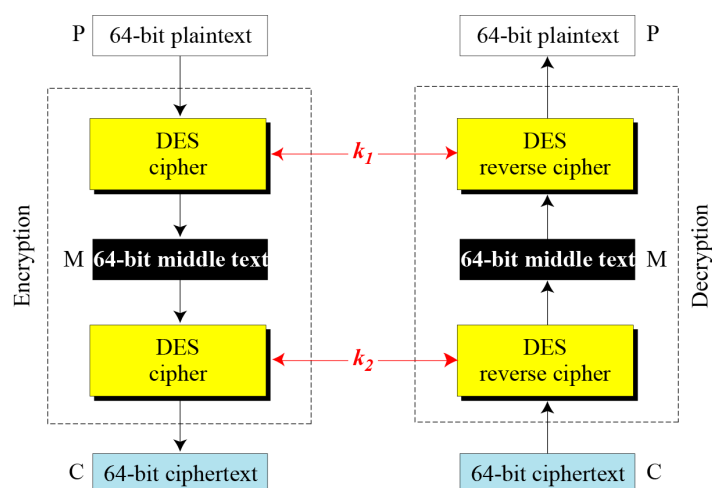 P 64-bit plaintext
64-bit plaintext P
Encryption
DES
cipher
k1
DES
reverse cipher
M 64-bit middle text
64-bit middle text M
Decryption
DES
cipher
k2
DES
reverse cipher
C 64-bit ciphertext
64-bit ciphertext C